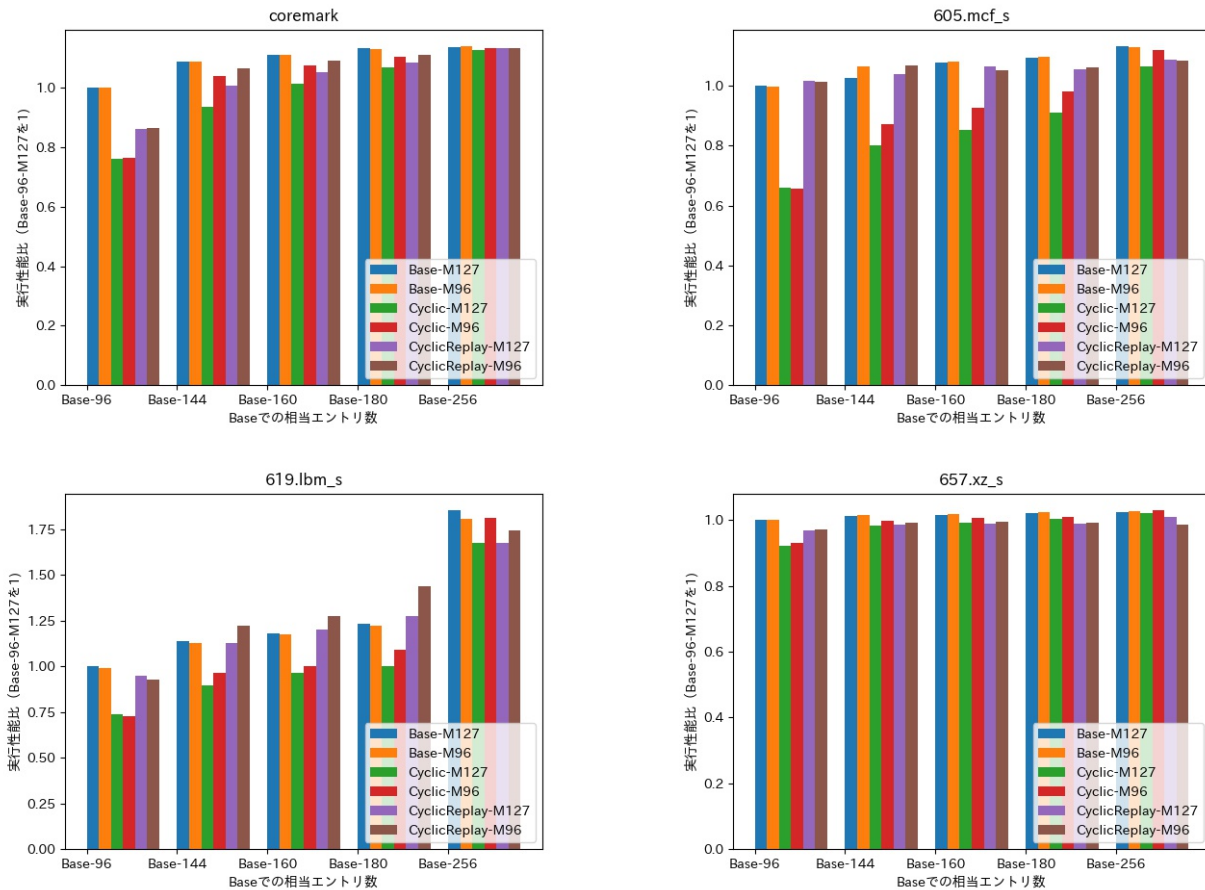 coremark
実行性能比（Base-96-M127を1）
1.0
0.8
0.6
0.4
0.2
0.0
Base-M127
Base-M96
Cyclic-M127
Cyclic-M96
CyclicReplay-M127
CyclicReplay-M96
Base-96 Base-144 Base-160 Base-180 Base-256
Baseでの相当エントリ数
605.mcf_s
実行性能比（Base-96-M127を1）
1.0
0.8
0.6
0.4
0.2
0.0
Base-M127
Base-M96
Cyclic-M127
Cyclic-M96
CyclicReplay-M127
CyclicReplay-M96
Base-96 Base-144 Base-160 Base-180 Base-256
Baseでの相当エントリ数
619.lbm_s
実行性能比（Base-96-M127を1）
1.75
1.50
1.25
1.00
0.75
0.50
0.25
0.00
Base-M127
Base-M96
Cyclic-M127
Cyclic-M96
CyclicReplay-M127
CyclicReplay-M96
Base-96 Base-144 Base-160 Base-180 Base-256
Baseでの相当エントリ数
657.xz_s
実行性能比（Base-96-M127を1）
1.0
0.8
0.6
0.4
0.2
0.0
Base-M127
Base-M96
Cyclic-M127
Cyclic-M96
CyclicReplay-M127
CyclicReplay-M96
Base-96 Base-144 Base-160 Base-180 Base-256
Baseでの相当エントリ数